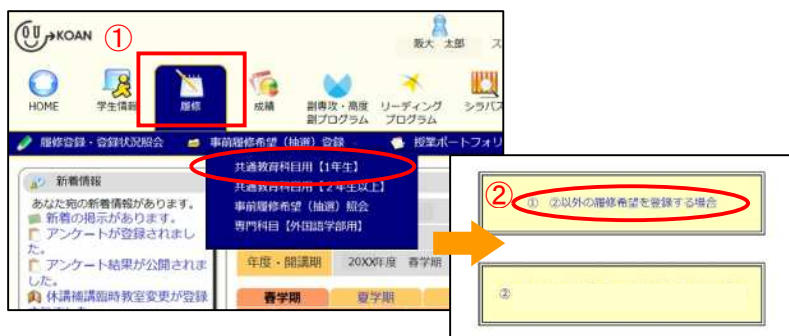 OU→KOAN
①
阪大 太郎
HOME
学生情報
履修
成績
副専攻・高度
副プログラム
リーディング
プログラム
シラバス
履修登録・登録状況照会
事前履修希望（抽選）登録
授業ポートフォリ
新着情報
あなた宛の新着情報があります。
新着の掲示があります。
アンケートが登録されまし
た。
アンケート結果が公開されま
した。
休講補講臨時教室変更が登録
共通教育科目用【1年生】
共通教育科目用【2年生以上】
事前履修希望（抽選）照会
専門科目【外国語学部用】
年度・開講期
20XX年度 春学期
春学期
夏学期
②
① ②以外の履修希望を登録する場合
②